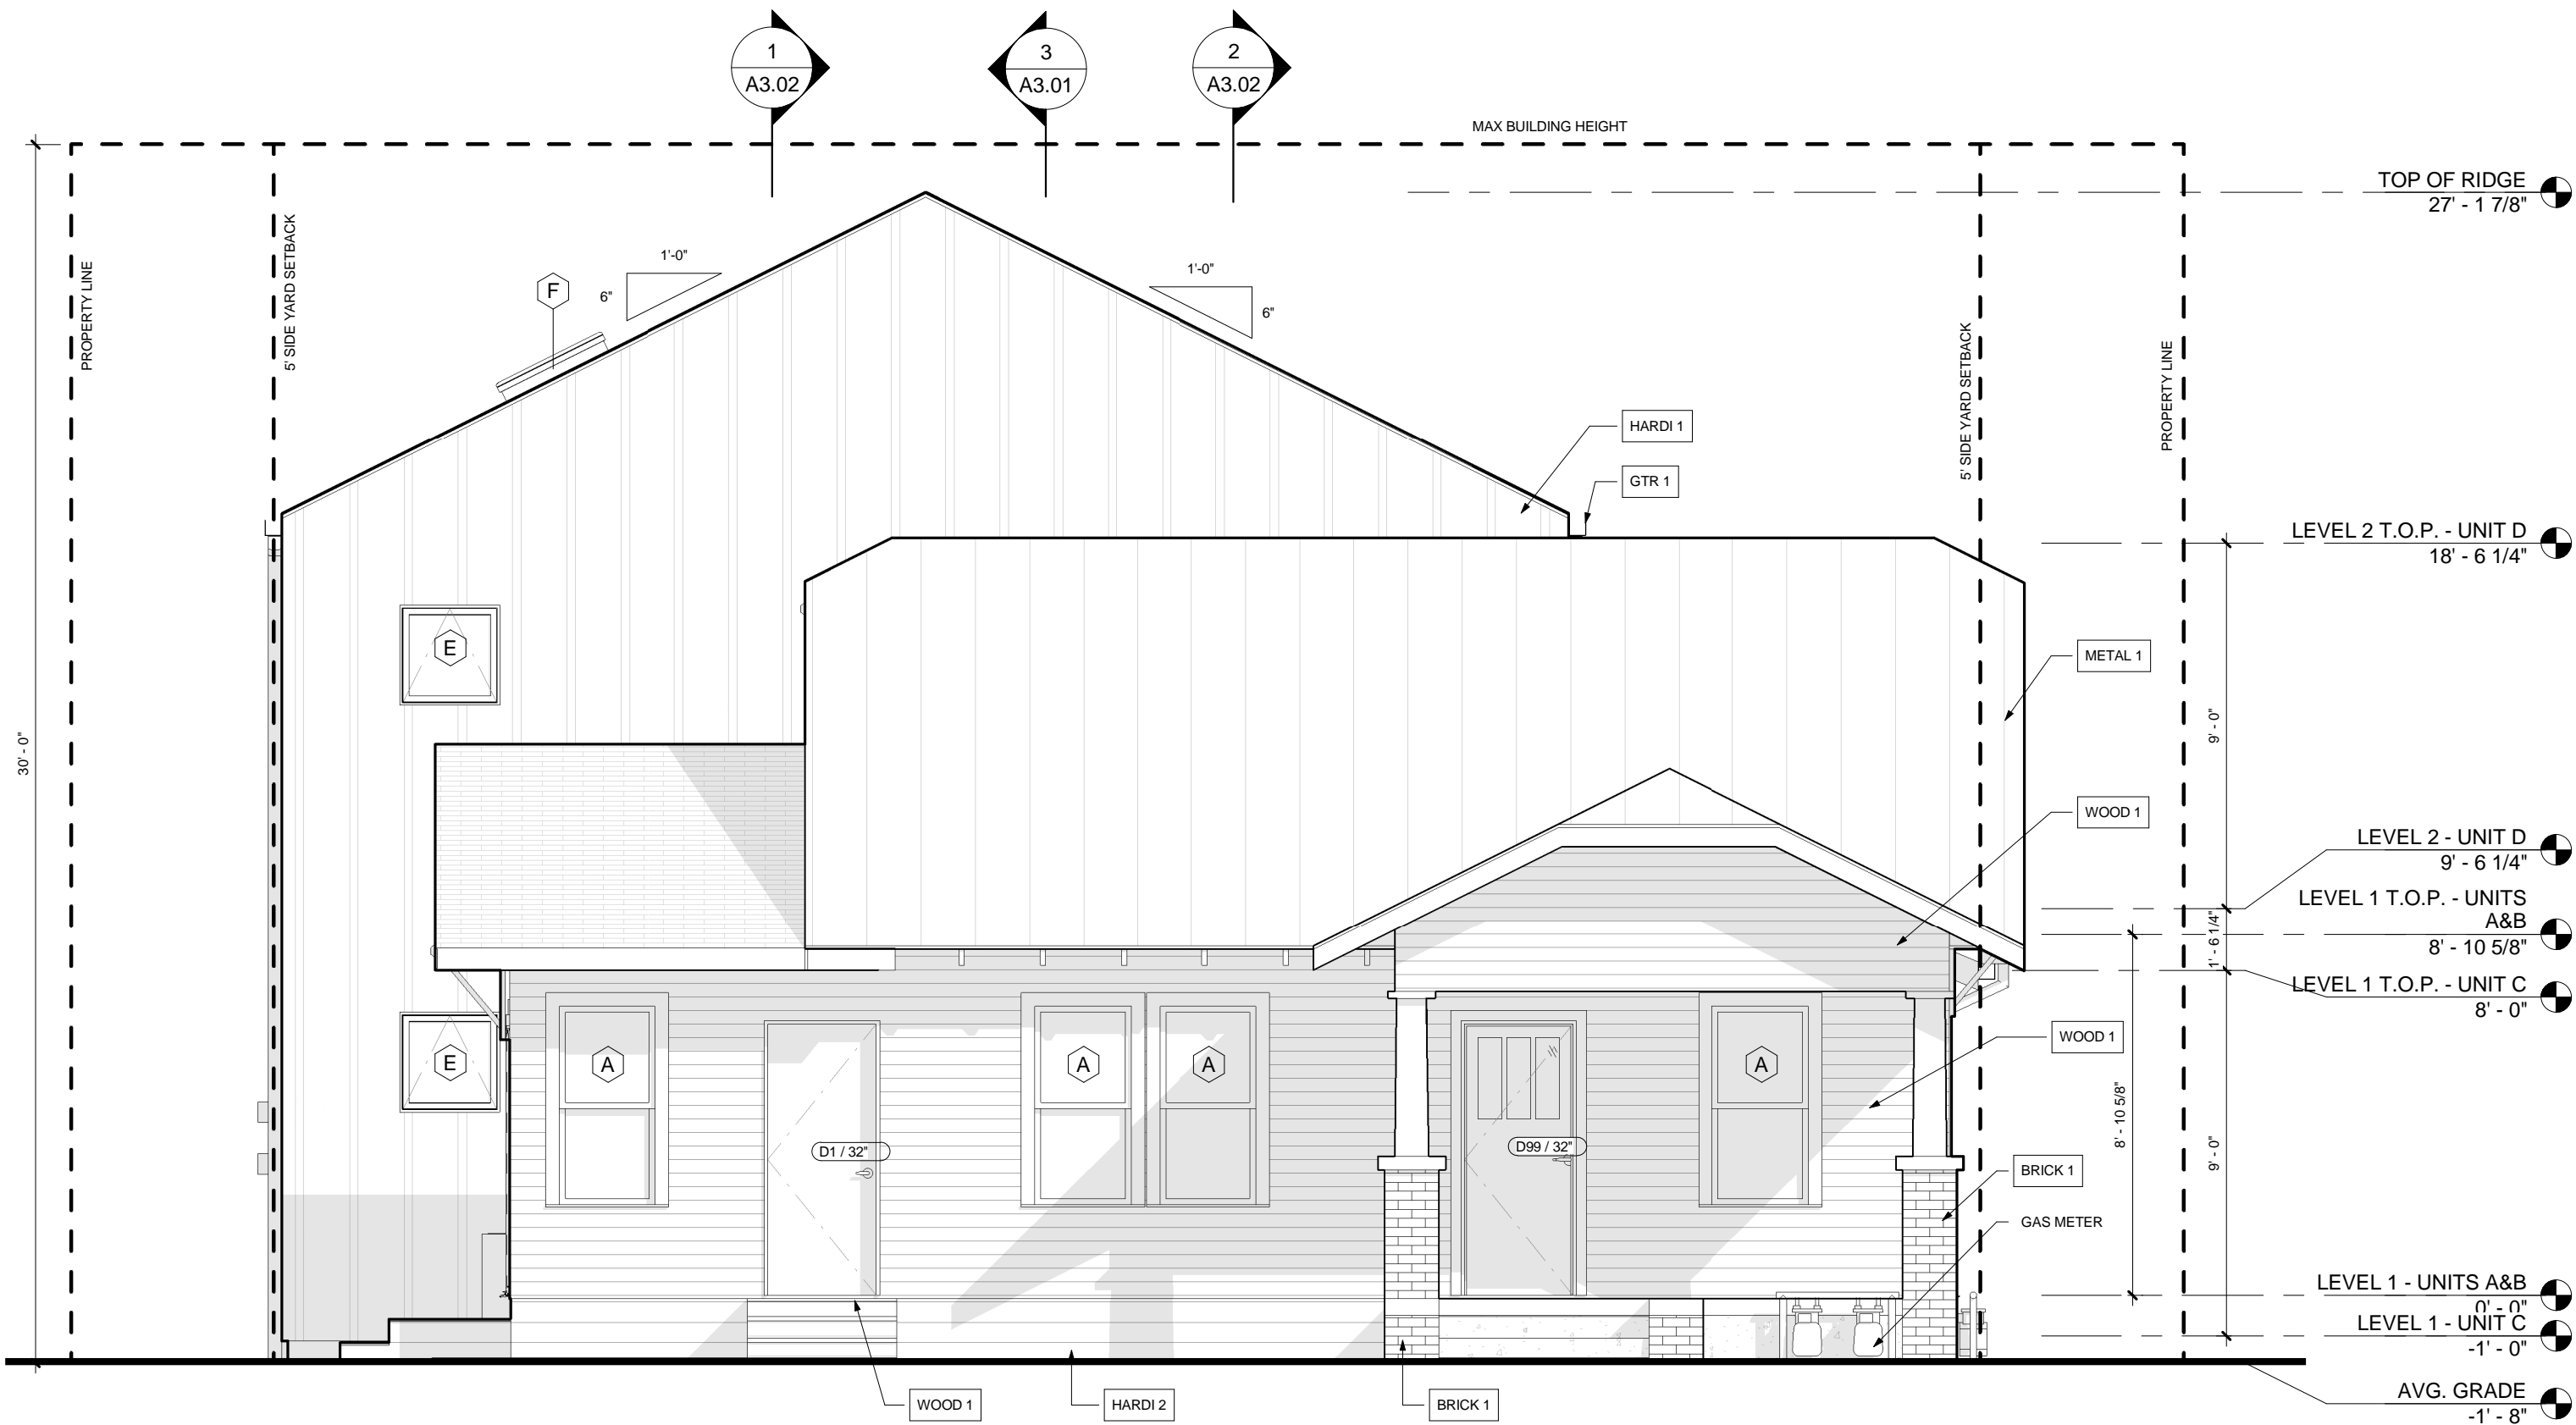 1
A3.02
3
A3.01
2
A3.02
MAX BUILDING HEIGHT
TOP OF RIDGE
27' - 1 7/8"
PROPERTY LINE
5' SIDE YARD SETBACK
F
1'-0"
6"
1'-0"
6"
5' SIDE YARD SETBACK
PROPERTY LINE
HARDI 1
GTR 1
LEVEL 2 T.O.P. - UNIT D
18' - 6 1/4"
E
METAL 1
30' - 0"
9' - 0"
WOOD 1
LEVEL 2 - UNIT D
9' - 6 1/4"
LEVEL 1 T.O.P. - UNITS
A&B
8' - 10 5/8"
1' - 6 1/4"
LEVEL 1 T.O.P. - UNIT C
8' - 0"
E
A
A
A
A
WOOD 1
D1 / 32"
D99 / 32"
8' - 10 5/8"
9' - 0"
BRICK 1
GAS METER
LEVEL 1 - UNITS A&B
0' - 0"
LEVEL 1 - UNIT C
-1' - 0"
AVG. GRADE
-1' - 8"
WOOD 1
HARDI 2
BRICK 1